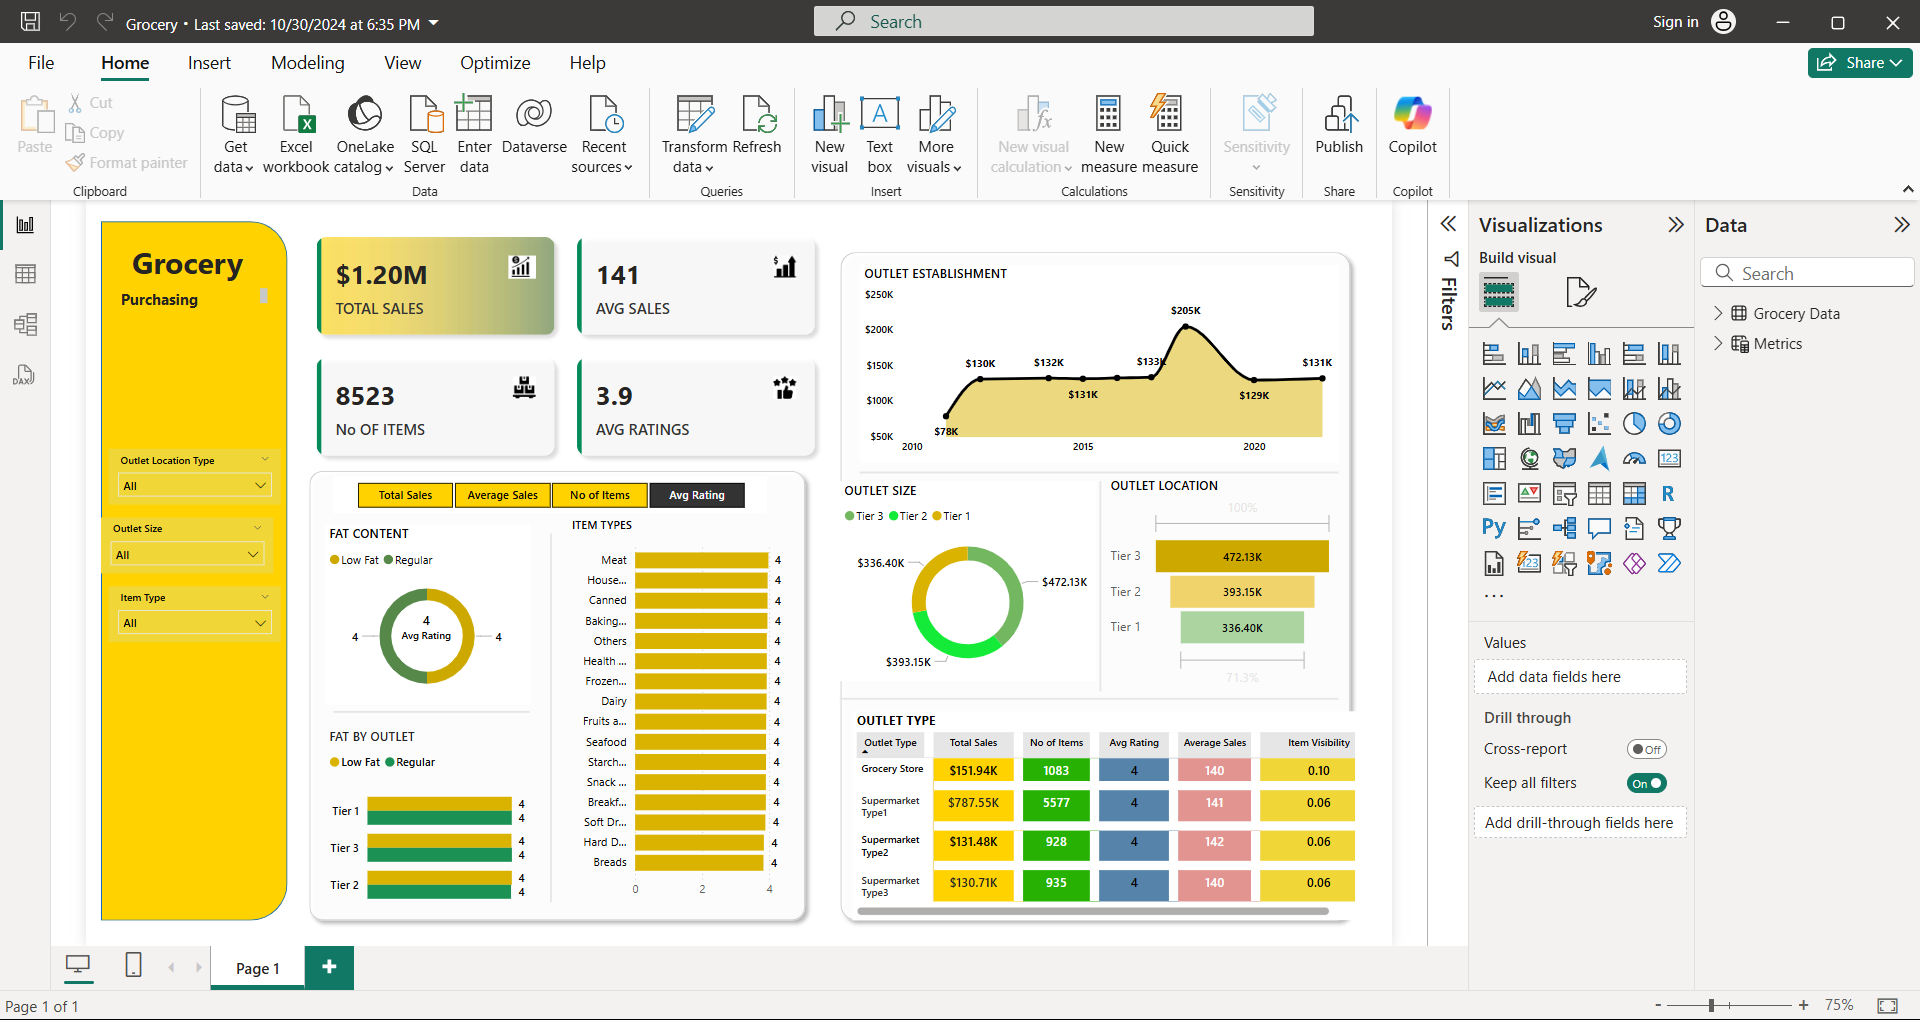 Grocery • Last saved: 10/30/2024 at 6:35 PM
Search
Sign in
File Home Insert Modeling View Optimize Help
Share
Paste
Cut
Copy
Format painter
Clipboard
Get data
Excel workbook
OneLake catalog
SQL Server
Enter data
Dataverse
Recent sources
Data
Transform data
Refresh
Queries
New visual
Text box
More visuals
Insert
New visual calculation
New measure
Quick measure
Calculations
Sensitivity
Sensitivity
Publish
Share
Copilot
Copilot
Grocery
Purchasing
Outlet Location Type
All
Outlet Size
All
Item Type
All
$1.20M
TOTAL SALES
141
AVG SALES
8523
No OF ITEMS
3.9
AVG RATINGS
Total Sales Average Sales No of Items Avg Rating
FAT CONTENT
Low Fat Regular
4
Avg Rating
4 4
FAT BY OUTLET
Low Fat Regular
Tier 1 4 4
Tier 3 4 4
Tier 2 4 4
ITEM TYPES
Meat 4
House... 4
Canned 4
Baking... 4
Others 4
Health ... 4
Frozen... 4
Dairy 4
Fruits a... 4
Seafood 4
Starch... 4
Snack ... 4
Breakf... 4
Soft Dr... 4
Hard D... 4
Breads 4
0 2 4
OUTLET ESTABLISHMENT
$250K
$200K
$150K
$100K
$50K
$78K
$130K
$132K
$131K
$133K
$205K
$129K
$131K
2010 2015 2020
OUTLET SIZE
Tier 3 Tier 2 Tier 1
$336.40K
$472.13K
$393.15K
OUTLET LOCATION
100%
Tier 3 472.13K
Tier 2 393.15K
Tier 1 336.40K
71.3%
OUTLET TYPE
Outlet Type Total Sales No of Items Avg Rating Average Sales Item Visibility
Grocery Store $151.94K 1083 4 140 0.10
Supermarket Type1 $787.55K 5577 4 141 0.06
Supermarket Type2 $131.48K 928 4 142 0.06
Supermarket Type3 $130.71K 935 4 140 0.06
Filters
Visualizations
Build visual
123
R
Py
123
...
Values
Add data fields here
Drill through
Cross-report Off
Keep all filters On
Add drill-through fields here
Data
Search
Grocery Data
Metrics
DAX
Page 1
+
Page 1 of 1
- + 75%